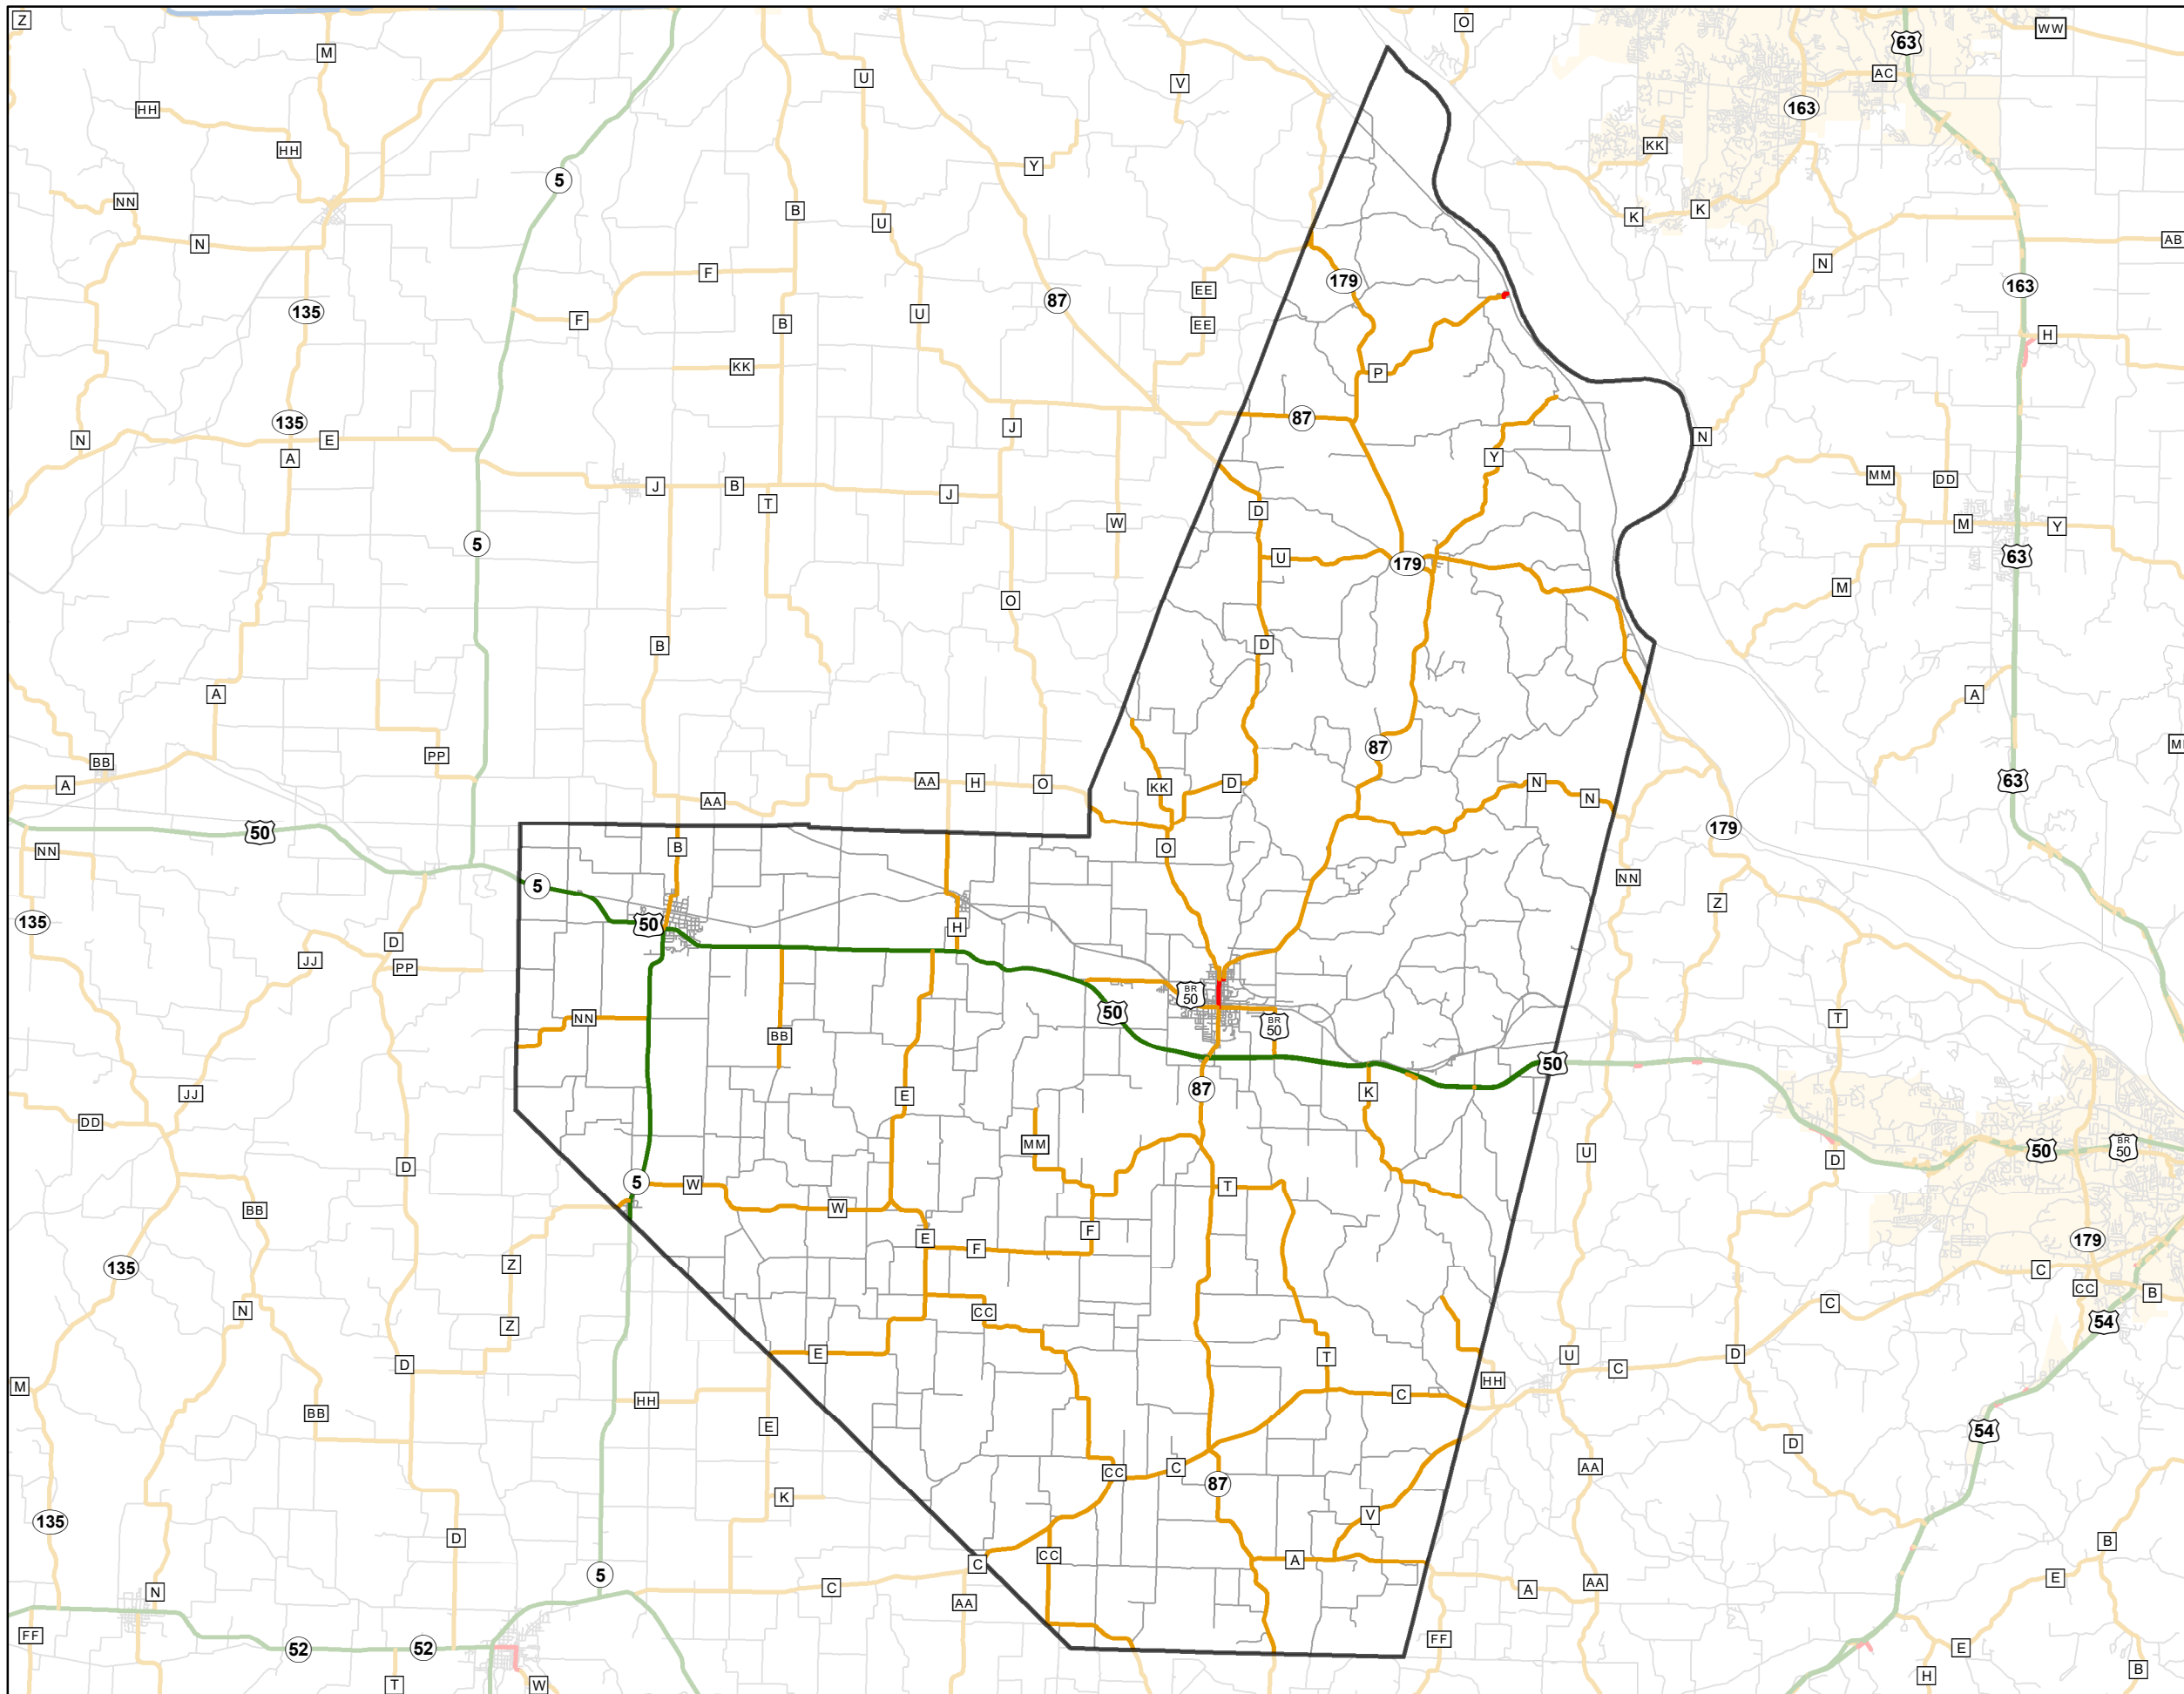 Z
M
O
63
WW
U
V
AC
HH
163
KK
HH
Y
5
NN
B
K
K
N
U
F
AB
N
179
EE
163
135
87
F
U
B
EE
H
KK
P
135
87
N
E
J
N
A
Y
J
B
MM
DD
J
T
D
W
M
Y
5
U
179
63
M
O
B
D
A
A
87
PP
BB
63
A
AA
H
O
KK
D
N
N
AA
179
50
B
O
NN
NN
5
Z
135
50
H
D
JJ
PP
BR
50
50
NN
T
BR
50
BB
50
87
K
JJ
E
DD
MM
50
BR
50
U
D
D
5
W
T
W
BB
F
E
F
179
Z
135
C
CC
B
C
N
CC
54
Z
E
T
U
D
D
C
M
HH
C
HH
BB
E
54
D
AA
C
CC
87
K
V
135
D
B
CC
A
C
5
E
AA
C
A
N
AA
FF
FF
52
52
E
B
H
T
W